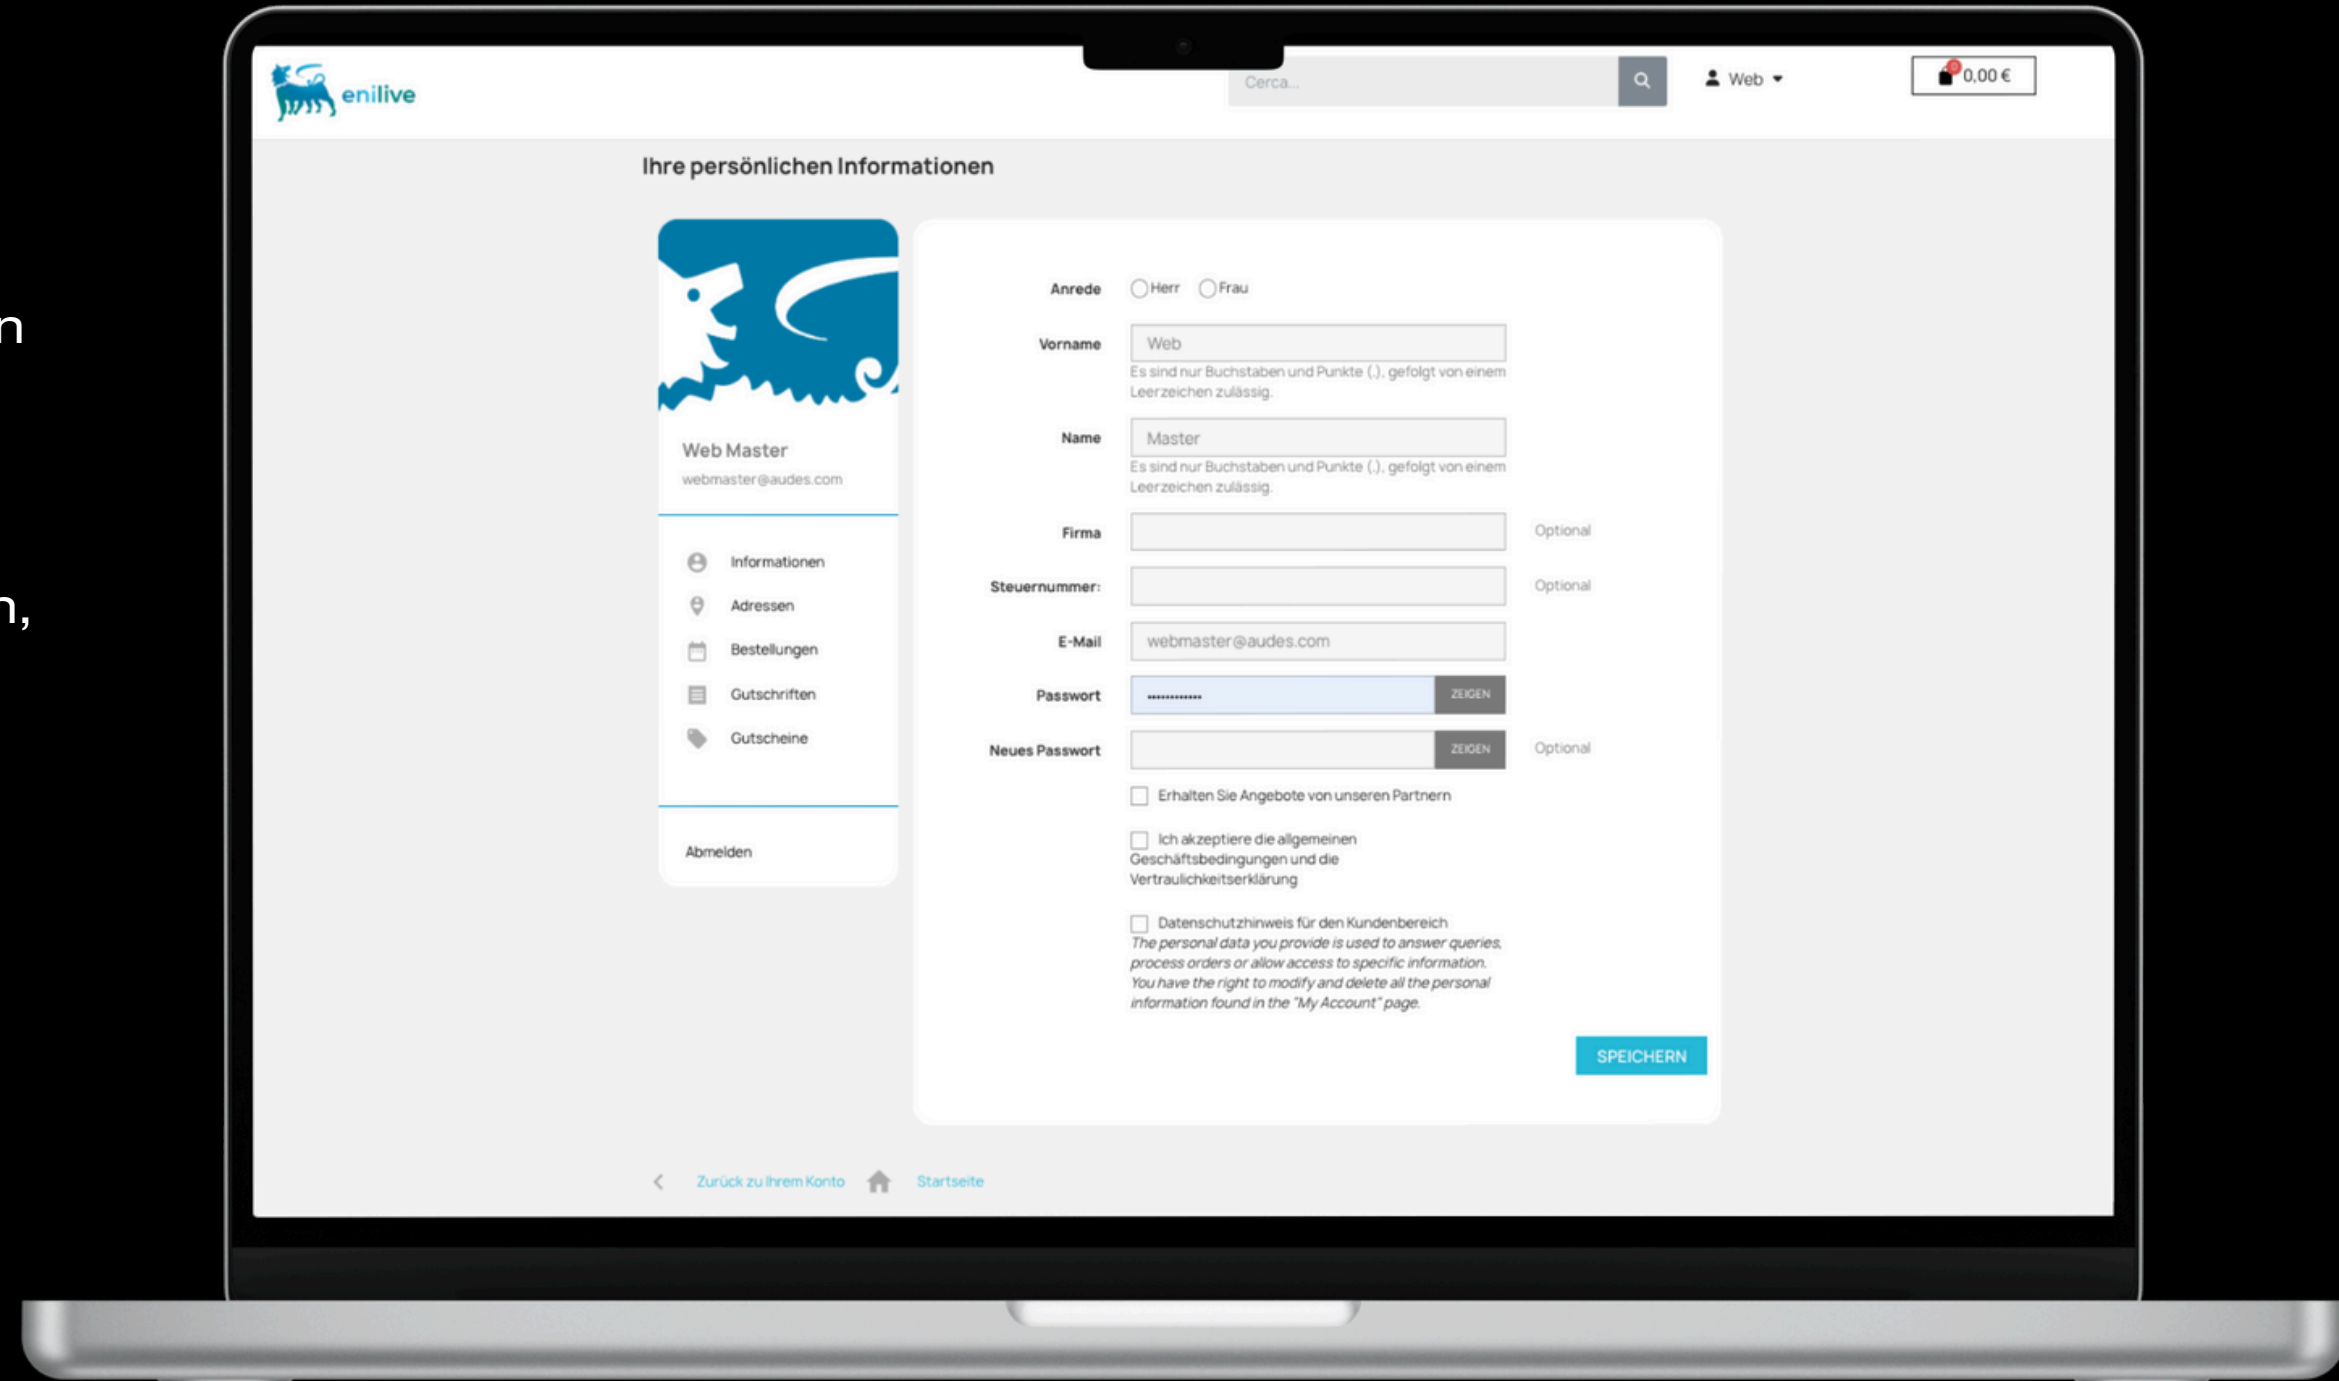 n
n,
enilive
Cerca...
Web
0
0,00 €
Ihre persönlichen Informationen
Web Master
webmaster@audes.com
Informationen
Adressen
Bestellungen
Gutschriften
Gutscheine
Abmelden
Anrede Herr Frau
Vorname Web
Es sind nur Buchstaben und Punkte (.), gefolgt von einem
Leerzeichen zulässig.
Name Master
Es sind nur Buchstaben und Punkte (.), gefolgt von einem
Leerzeichen zulässig.
Firma Optional
Steuernummer: Optional
E-Mail webmaster@audes.com
Passwort ············ ZEIGEN
Neues Passwort ZEIGEN Optional
Erhalten Sie Angebote von unseren Partnern
Ich akzeptiere die allgemeinen
Geschäftsbedingungen und die
Vertraulichkeitserklärung
Datenschutzhinweis für den Kundenbereich
The personal data you provide is used to answer queries,
process orders or allow access to specific information.
You have the right to modify and delete all the personal
information found in the "My Account" page.
SPEICHERN
Zurück zu Ihrem Konto Startseite